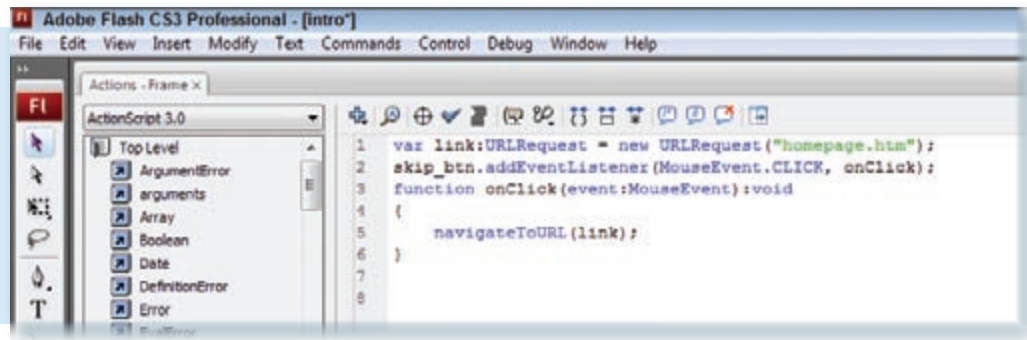 Adobe Flash CS3 Professional - [intro*]
File Edit View Insert Modify Text Commands Control Debug Window Help
Actions - Frame ×
Fl
ActionScript 3.0
Top Level
ArgumentError
arguments
Array
Boolean
Date
DefinitionError
Error
EvalError
1 var link:URLRequest = new URLRequest("homepage.htm");
2 skip_btn.addEventListener(MouseEvent.CLICK, onClick);
3 function onClick(event:MouseEvent):void
4 {
5 navigateToURL(link);
6 }
7
8